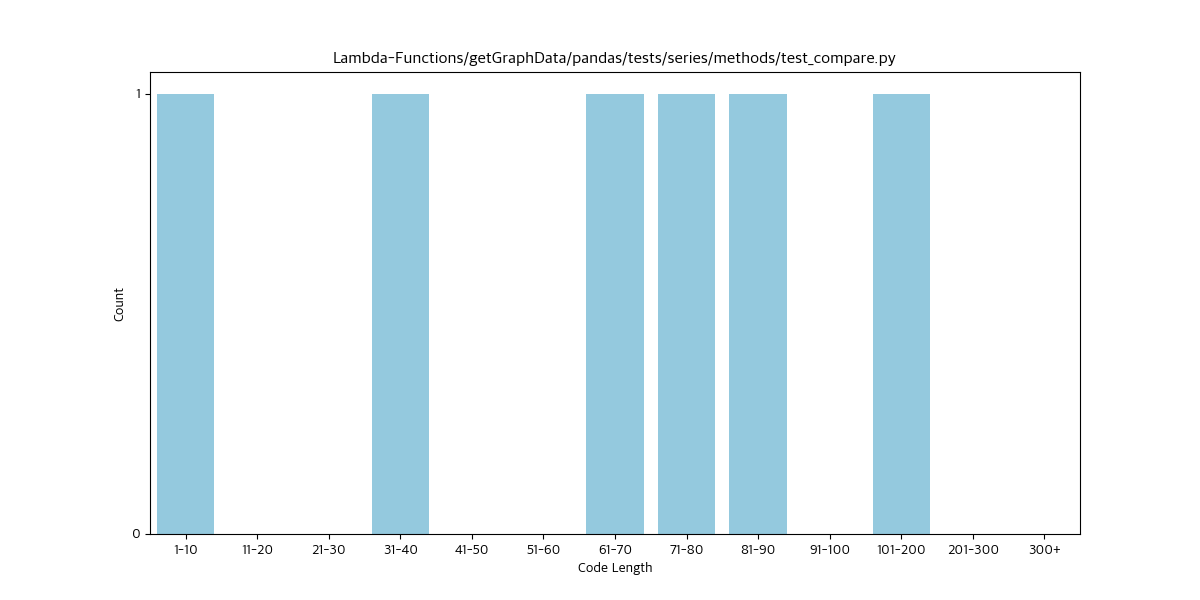 Lambda-Functions/getGraphData/pandas/tests/series/methods/test_compare.py
1
Count
0
1-10 11-20 21-30 31-40 41-50 51-60 61-70 71-80 81-90 91-100 101-200 201-300 300+
Code Length